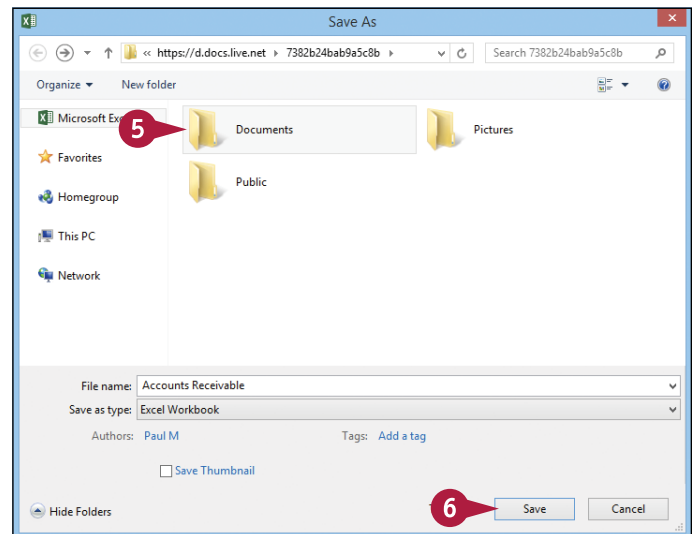 Save As
« https://d.docs.live.net 7382b24bab9a5c8b
Search 7382b24bab9a5c8b
Organize New folder
Microsoft Ex
5
Documents
Pictures
Favorites
Public
Homegroup
This PC
Network
File name: Accounts Receivable
Save as type: Excel Workbook
Authors: Paul M Tags: Add a tag
Save Thumbnail
Hide Folders
6
Save Cancel